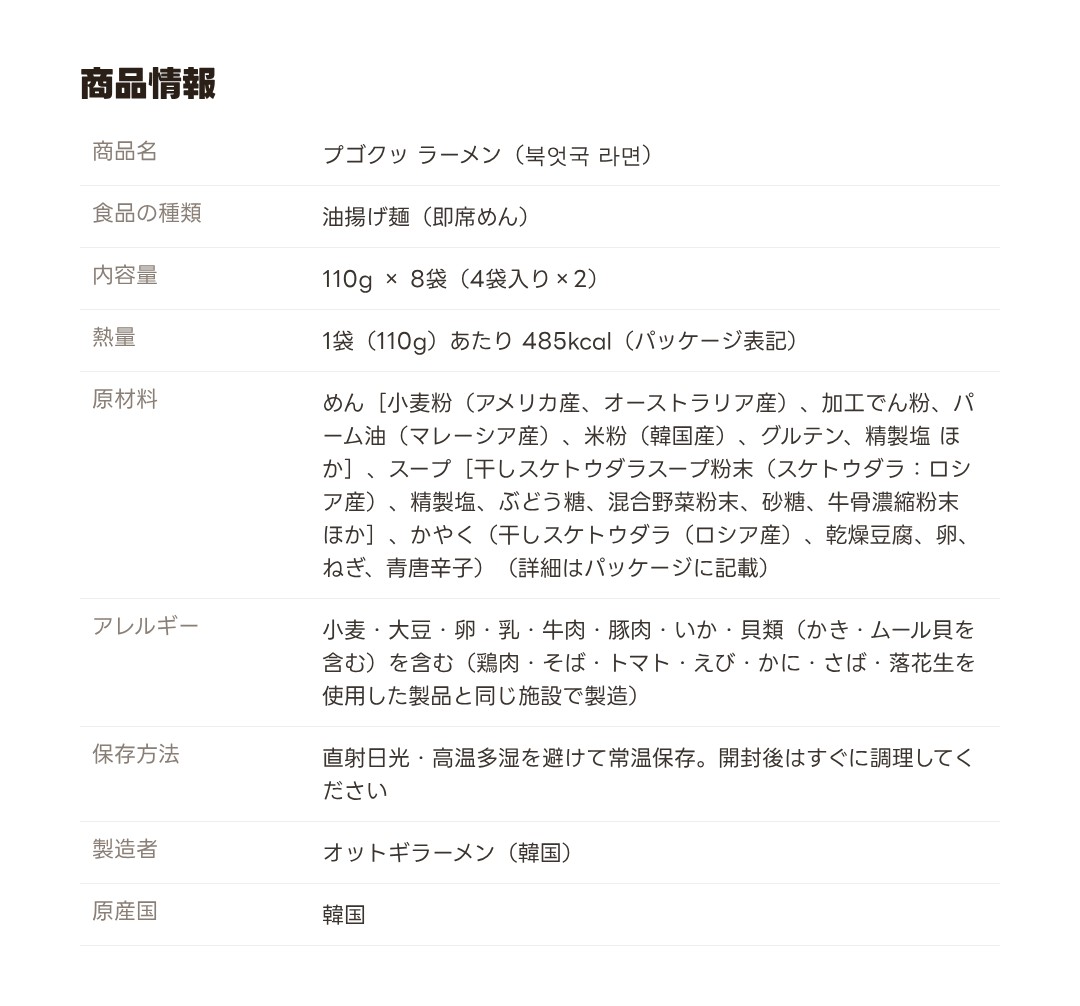 商品情報
商品名
プゴクッ ラーメン（북엇국 라면）
食品の種類
油揚げ麺（即席めん）
内容量
110g × 8袋（4袋入り×2）
熱量
1袋（110g）あたり 485kcal（パッケージ表記）
原材料
めん［小麦粉（アメリカ産、オーストラリア産）、加工でん粉、パ
ーム油（マレーシア産）、米粉（韓国産）、グルテン、精製塩 ほ
か］、スープ［干しスケトウダラスープ粉末（スケトウダラ：ロシ
ア産）、精製塩、ぶどう糖、混合野菜粉末、砂糖、牛骨濃縮粉末
ほか］、かやく（干しスケトウダラ（ロシア産）、乾燥豆腐、卵、
ねぎ、青唐辛子）（詳細はパッケージに記載）
アレルギー
小麦・大豆・卵・乳・牛肉・豚肉・いか・貝類（かき・ムール貝を
含む）を含む（鶏肉・そば・トマト・えび・かに・さば・落花生を
使用した製品と同じ施設で製造）
保存方法
直射日光・高温多湿を避けて常温保存。開封後はすぐに調理してく
ださい
製造者
オットギラーメン（韓国）
原産国
韓国